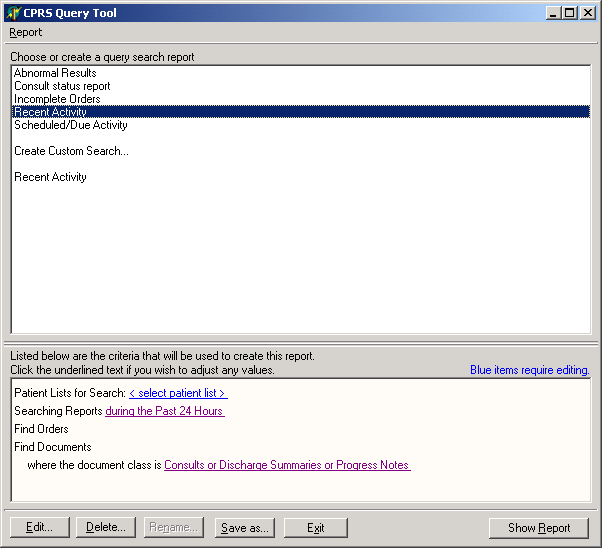 CPRS Query Tool
Report
Choose or create a query search report
Abnormal Results
Consult status report
Incomplete Orders
Recent Activity
Scheduled/Due Activity
Create Custom Search...
Recent Activity
Listed below are the criteria that will be used to create this report.
Click the underlined text if you wish to adjust any values. Blue items require editing.
Patient Lists for Search: < select patient list >
Searching Reports during the Past 24 Hours
Find Orders
Find Documents
where the document class is Consults or Discharge Summaries or Progress Notes
Edit... Delete... Rename... Save as... Exit Show Report